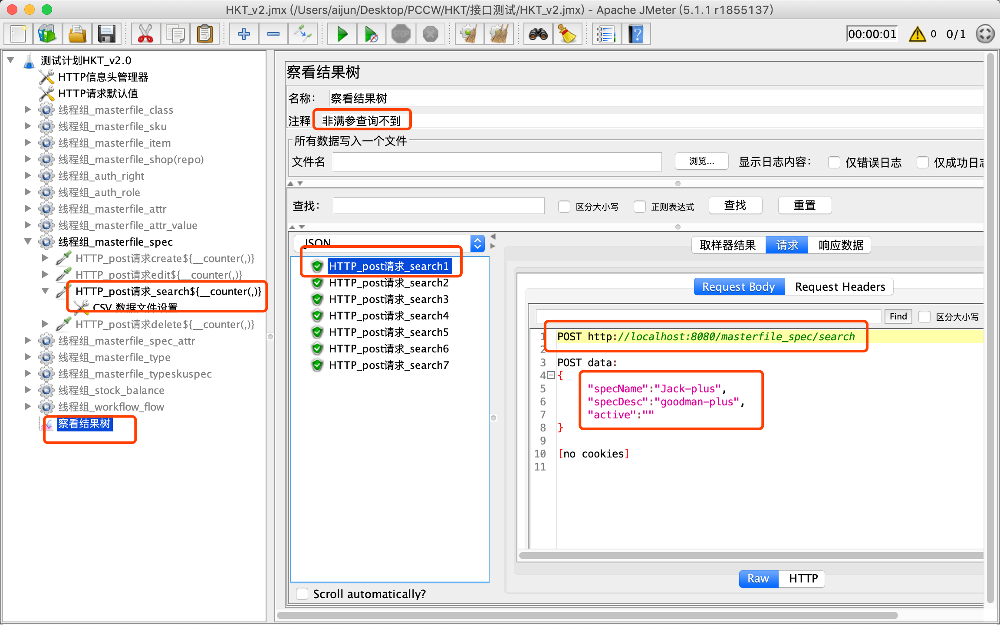 HKT_v2.jmx (/Users/aijun/Desktop/PCCW/HKT/接口测试/HKT_v2.jmx) - Apache JMeter (5.1.1 r1855137)
STOP
00:00:01
0 0/1
测试计划HKT_v2.0
HTTP信息头管理器
HTTP请求默认值
线程组_masterfile_class
线程组_masterfile_sku
线程组_masterfile_item
线程组_masterfile_shop(repo)
线程组_auth_right
线程组_auth_role
线程组_masterfile_attr
线程组_masterfile_attr_value
线程组_masterfile_spec
HTTP_post请求create${__counter(,)}
HTTP_post请求edit${__counter(,)}
HTTP_post请求_search${__counter(,)}
CSV 数据文件设置
HTTP_post请求delete${__counter(,)}
线程组_masterfile_spec_attr
线程组_masterfile_type
线程组_masterfile_typeskuspec
线程组_stock_balance
线程组_workflow_flow
察看结果树
察看结果树
名称： 察看结果树
注释 非满参查询不到
所有数据写入一个文件
文件名 浏览... 显示日志内容： 仅错误日志 仅成功日志
查找： 区分大小写 正则表达式 查找 重置
JSON
HTTP_post请求_search1
HTTP_post请求_search2
HTTP_post请求_search3
HTTP_post请求_search4
HTTP_post请求_search5
HTTP_post请求_search6
HTTP_post请求_search7
Scroll automatically?
取样器结果 请求 响应数据
Request Body Request Headers
Find 区分大小写
1 POST http://localhost:8080/masterfile_spec/search
2
3 POST data:
4 {
5 "specName":"Jack-plus",
6 "specDesc":"goodman-plus",
7 "active":""
8 }
9
10 [no cookies]
11
Raw HTTP